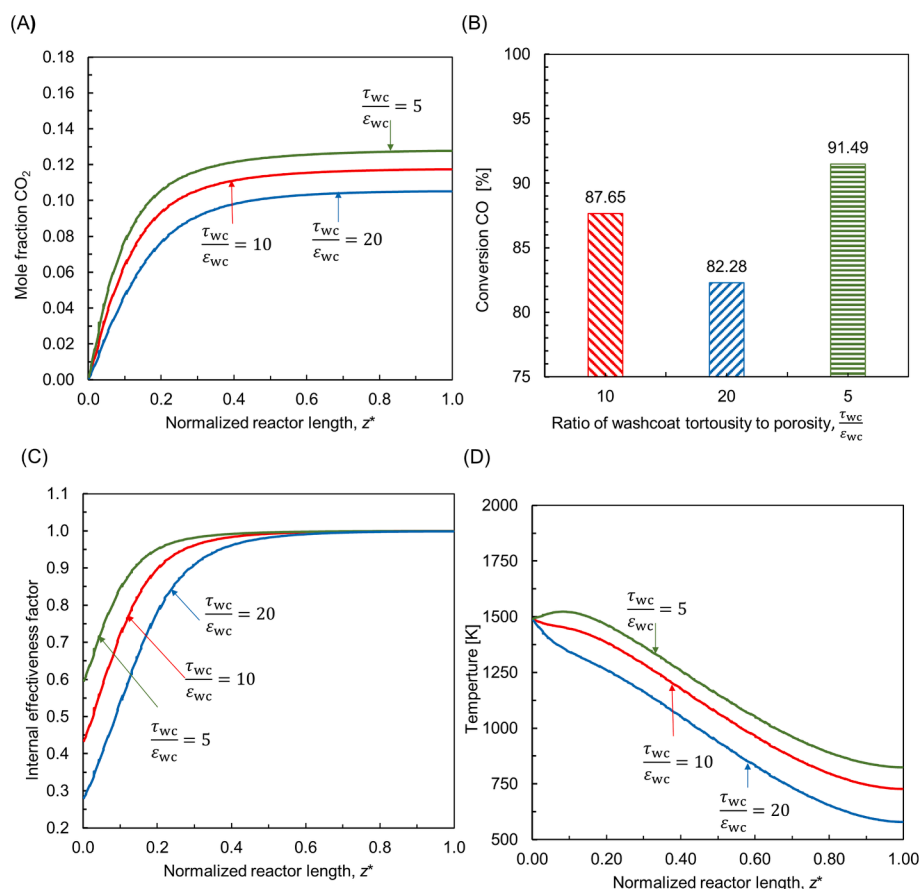 (A)
0.18
0.16
0.14
0.12
0.10
0.08
0.06
0.04
0.02
0.00
Mole fraction CO₂
τwc/εwc = 5
τwc/εwc = 10
τwc/εwc = 20
0.0 0.2 0.4 0.6 0.8 1.0
Normalized reactor length, z*
(B)
100
95
90
85
80
75
Conversion CO [%]
87.65
82.28
91.49
10 20 5
Ratio of washcoat tortousity to porosity, τwc/εwc
(C)
1.1
1.0
0.9
0.8
0.7
0.6
0.5
0.4
0.3
0.2
Internal effectiveness factor
τwc/εwc = 20
τwc/εwc = 10
τwc/εwc = 5
0.0 0.2 0.4 0.6 0.8 1.0
Normalized reactor length, z*
(D)
2000
1750
1500
1250
1000
750
500
Temperture [K]
τwc/εwc = 5
τwc/εwc = 10
τwc/εwc = 20
0.00 0.20 0.40 0.60 0.80 1.00
Normalized reactor length, z*